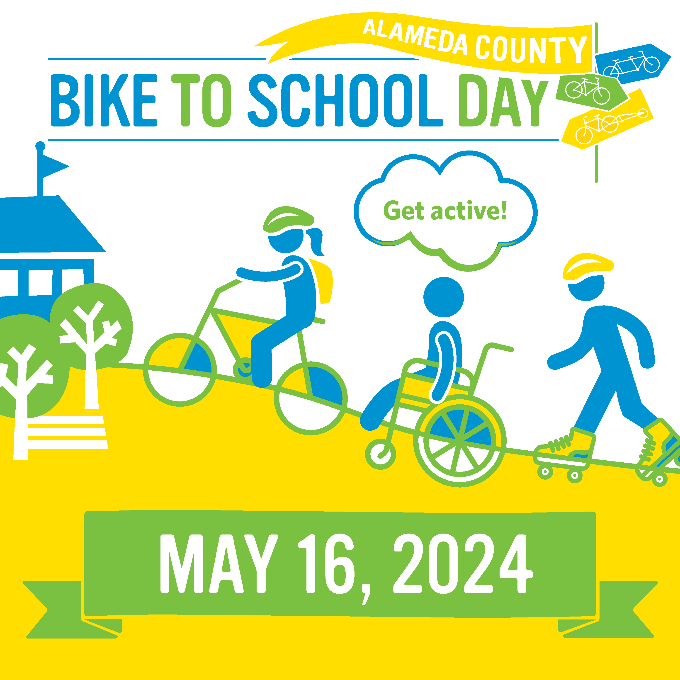 ALAMEDA COUNTY
BIKE TO SCHOOL DAY
Get active!
MAY 16, 2024